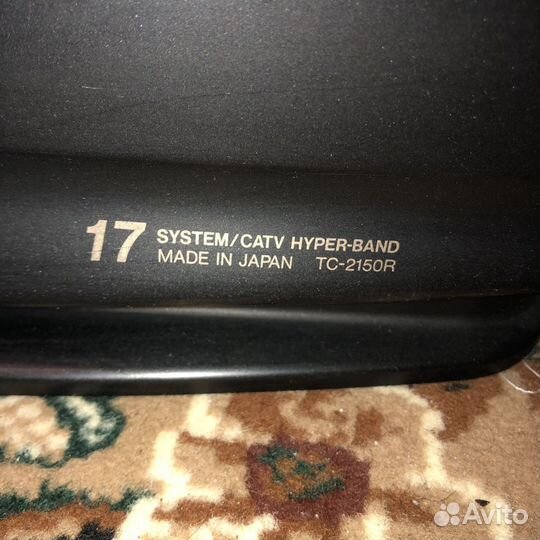 17 SYSTEM/CATV HYPER-BAND
MADE IN JAPAN TC-2150R
Avito